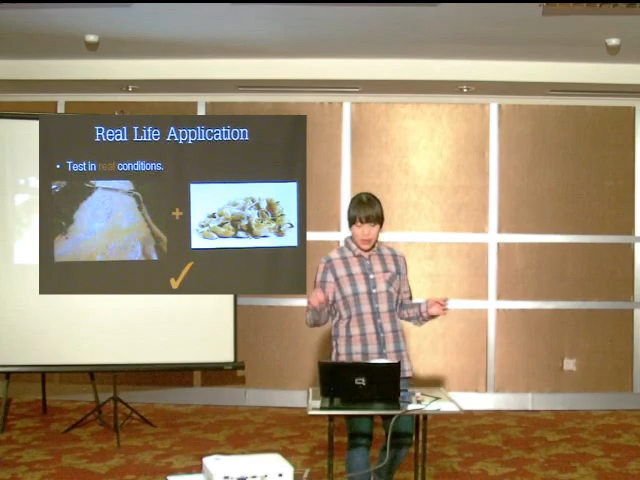 Real Life Application
• Test in real conditions.
+